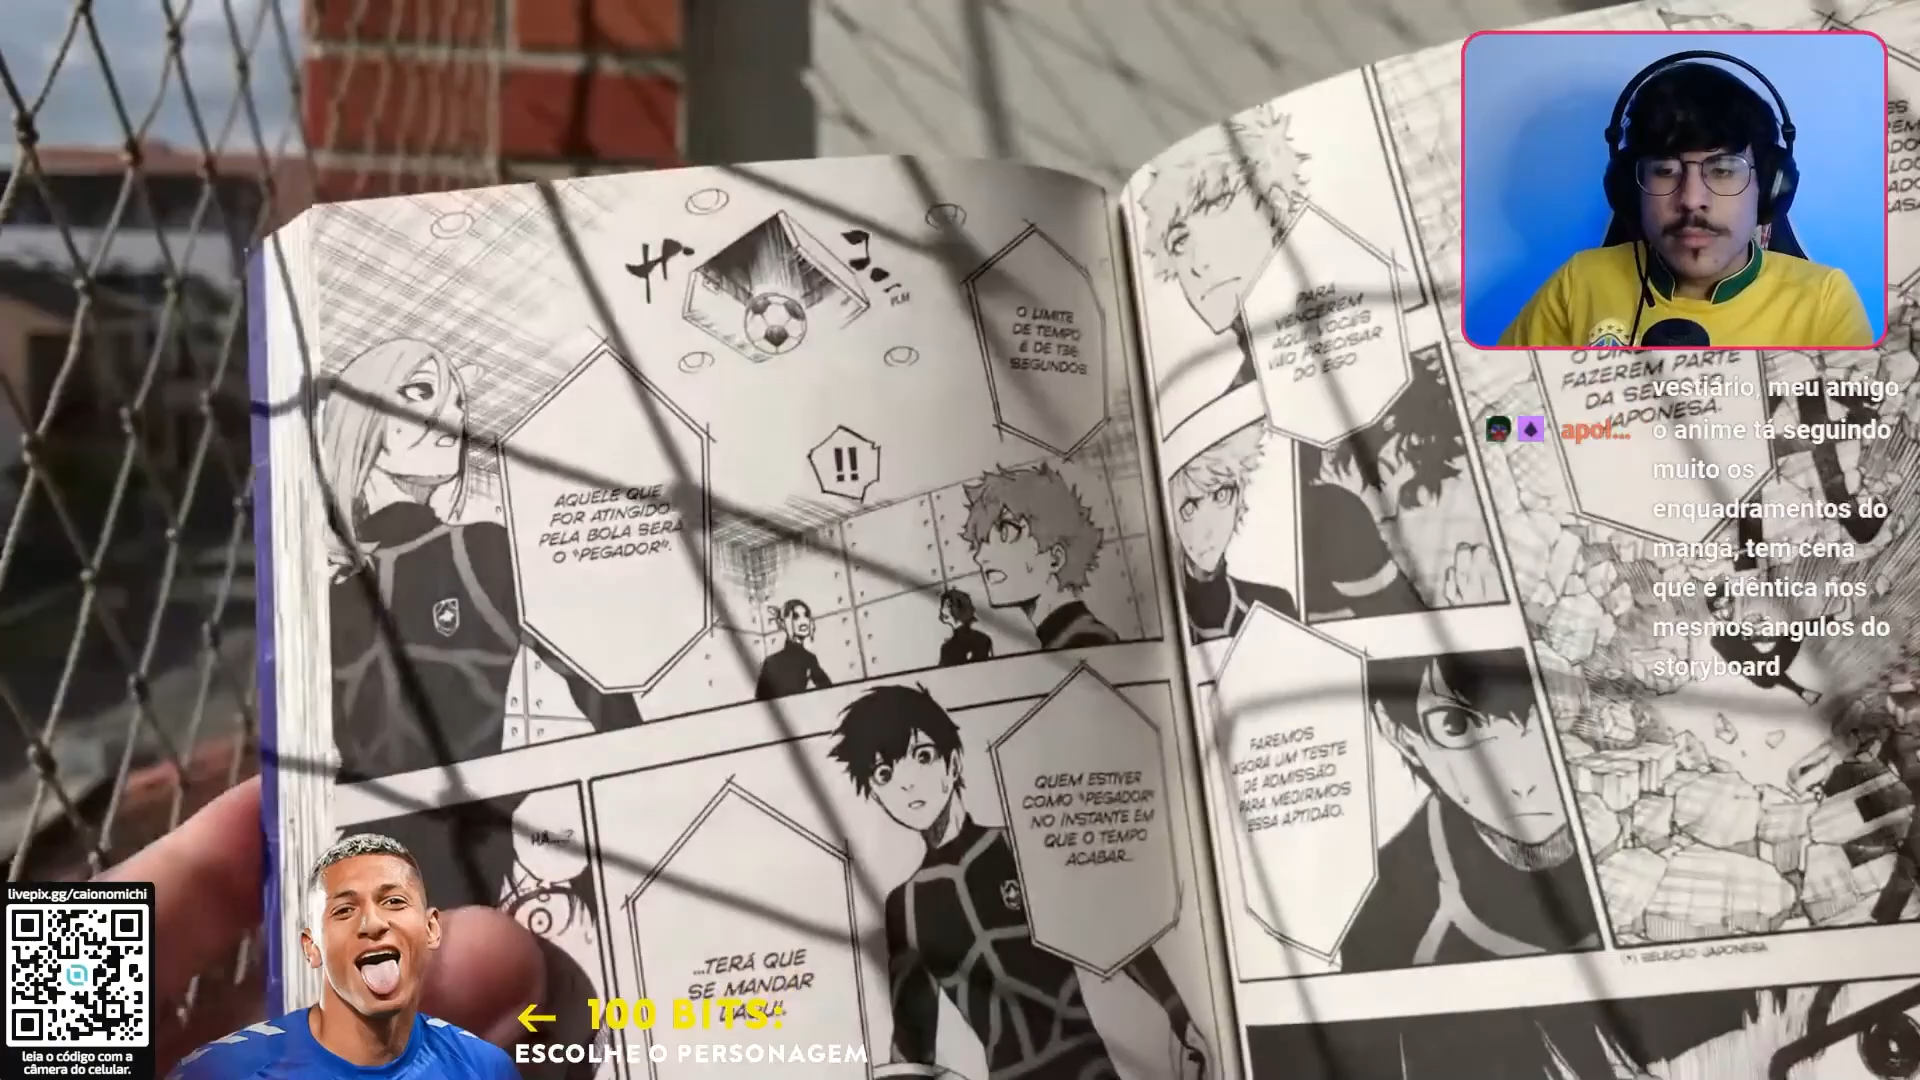 ザ
O LIMITE
DE TEMPO
É DE 136
SEGUNDOS.
!!
AQUELE QUE
FOR ATINGIDO
PELA BOLA SERÁ
O "PEGADOR".
QUEM ESTIVER
COMO "PEGADOR"
NO INSTANTE EM
QUE O TEMPO
ACABAR...
HÃ...?
...TERÁ QUE
SE MANDAR
PARA
VENCEREM
AQUI, VOCÊS
VÃO PRECISAR
DO EGO
FAREMOS
AGORA UM TESTE
DE ADMISSÃO
PARA MEDIRMOS
ESSA APTIDÃO.
FAZEREM PARTE
JAPONESA.
(*) SELEÇÃO JAPONESA
vestiário, meu amigo
apol... o anime tá seguindo
muito os
enquadramentos do
mangá, tem cena
que é idêntica nos
mesmos ângulos do
storyboard
livepix.gg/caionomichi
leia o código com a
câmera do celular.
← 100 BITS:
ESCOLHE O PERSONAGEM